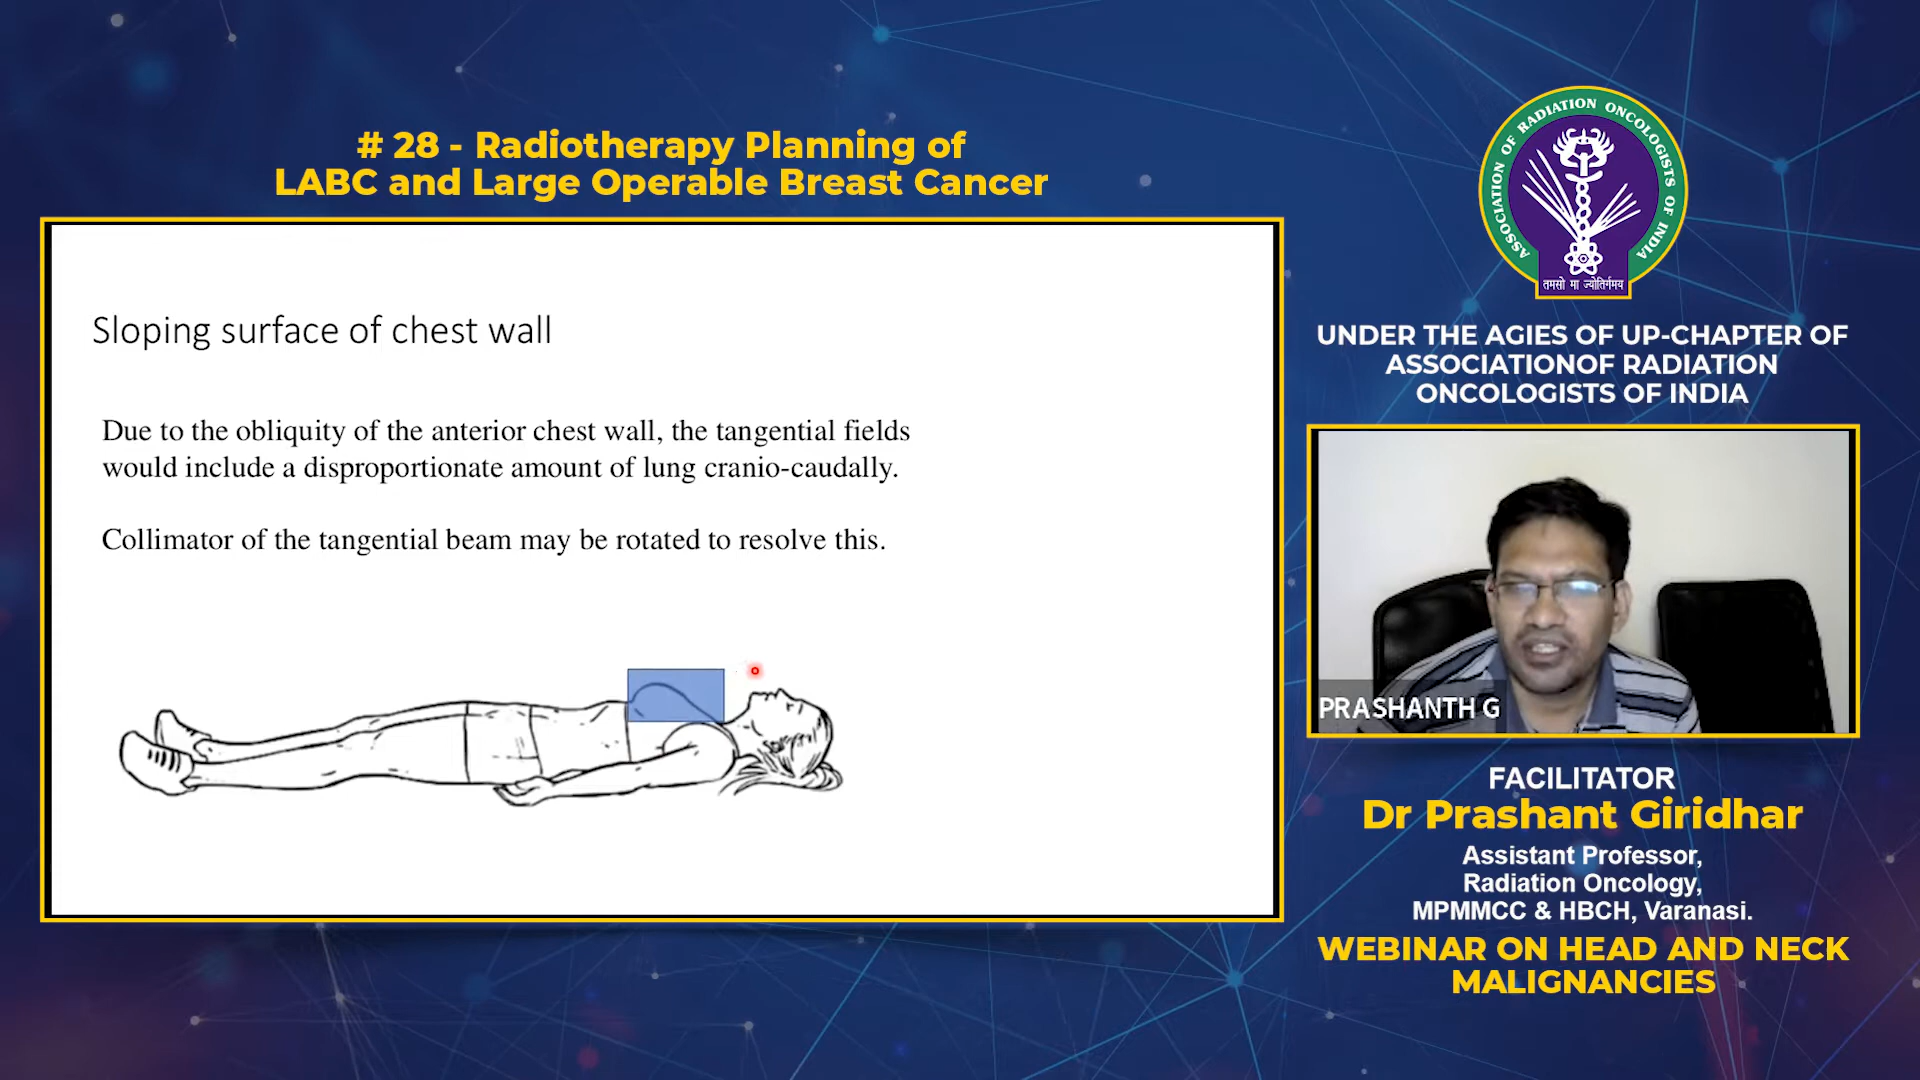 # 28 - Radiotherapy Planning of
LABC and Large Operable Breast Cancer
Sloping surface of chest wall
Due to the obliquity of the anterior chest wall, the tangential fields
would include a disproportionate amount of lung cranio-caudally.
Collimator of the tangential beam may be rotated to resolve this.
ASSOCIATION OF RADIATION ONCOLOGISTS OF INDIA
तमसो मा ज्योतिर्गमय
UNDER THE AGIES OF UP-CHAPTER OF
ASSOCIATIONOF RADIATION
ONCOLOGISTS OF INDIA
PRASHANTH G
FACILITATOR
Dr Prashant Giridhar
Assistant Professor,
Radiation Oncology,
MPMMCC & HBCH, Varanasi.
WEBINAR ON HEAD AND NECK
MALIGNANCIES